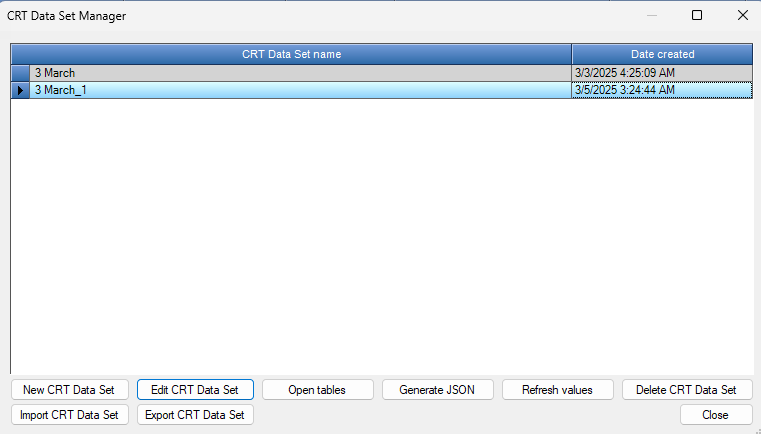 CRT Data Set Manager
CRT Data Set name Date created
3 March 3/3/2025 4:25:09 AM
3 March_1 3/5/2025 3:24:44 AM
New CRT Data Set Edit CRT Data Set Open tables Generate JSON Refresh values Delete CRT Data Set
Import CRT Data Set Export CRT Data Set Close